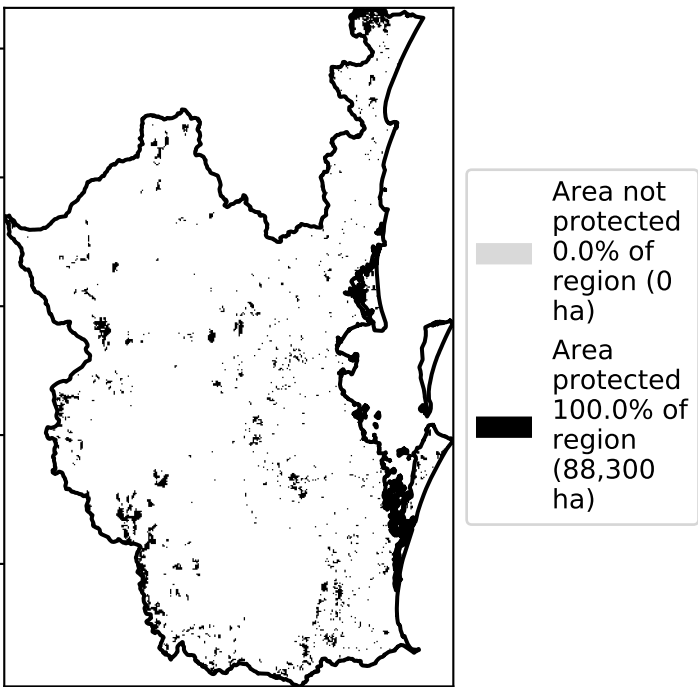 Area not
protected
0.0% of
region (0
ha)
Area
protected
100.0% of
region
(88,300
ha)